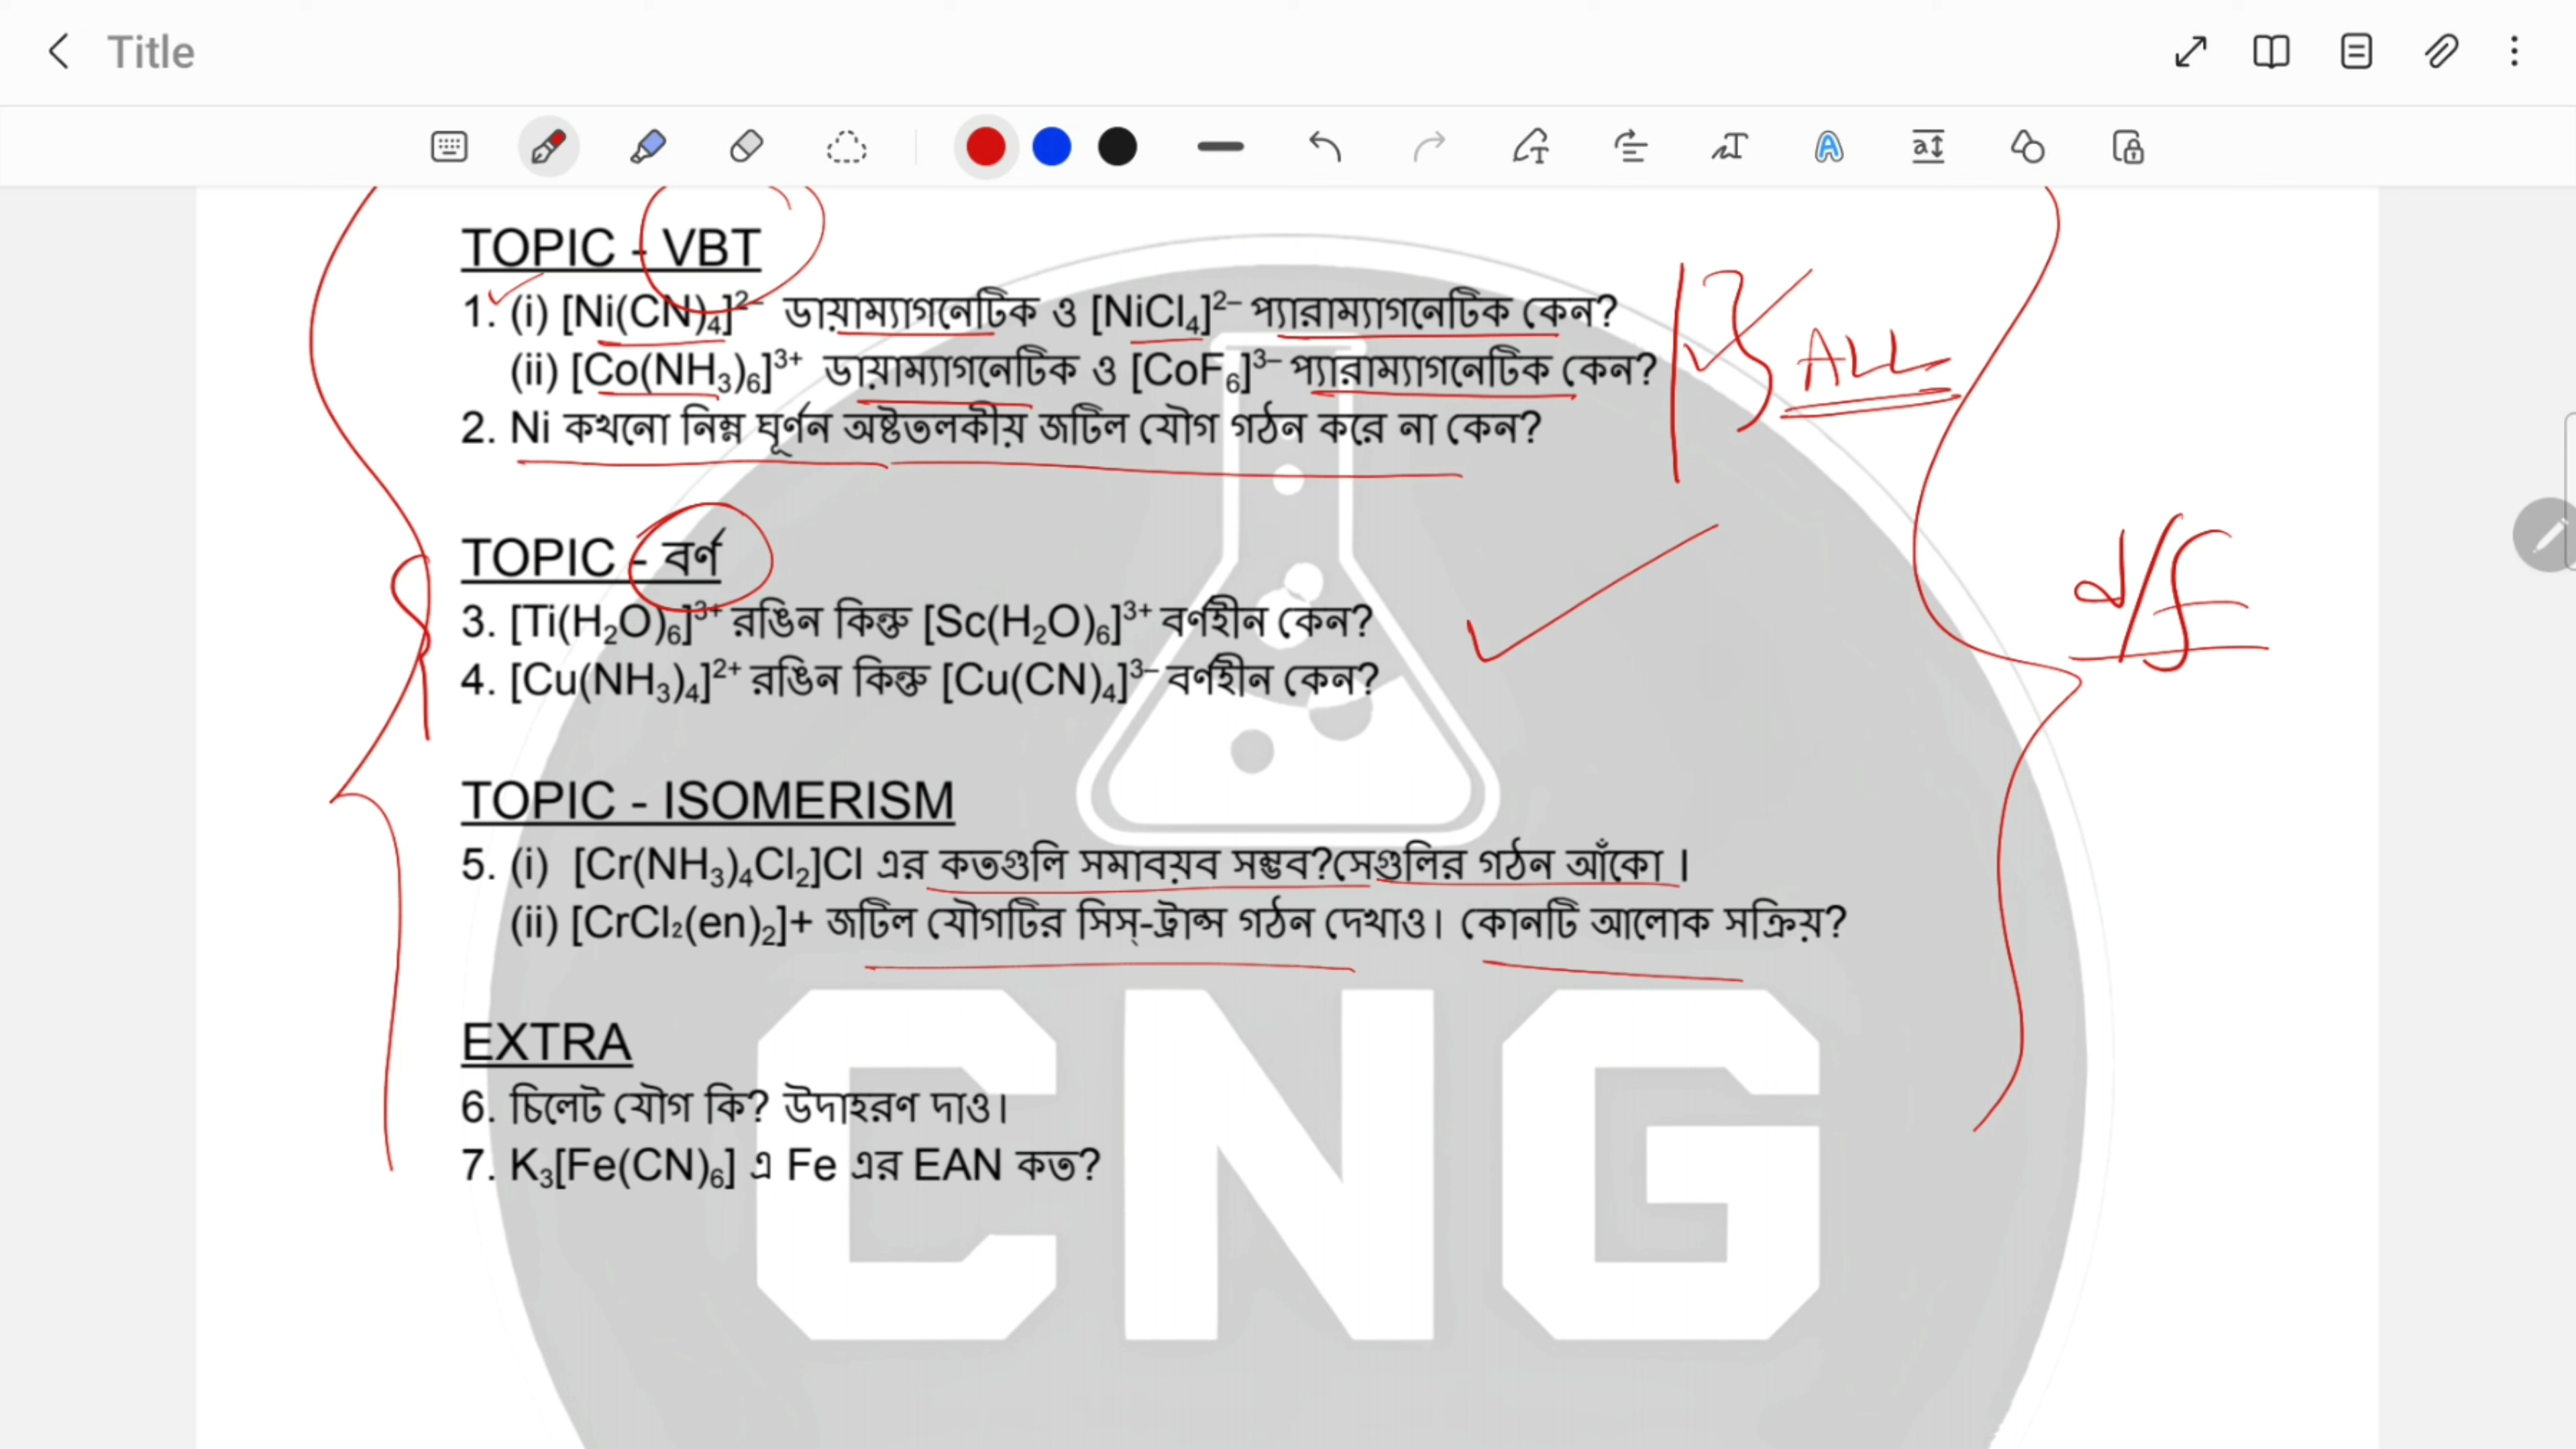 Title
TOPIC - VBT
1. (i) [Ni(CN)₄]²⁻ ডায়াম্যাগনেটিক ও [NiCl₄]²⁻ প্যারাম্যাগনেটিক কেন?
(ii) [Co(NH₃)₆]³⁺ ডায়াম্যাগনেটিক ও [CoF₆]³⁻ প্যারাম্যাগনেটিক কেন?
ALL
2. Ni কখনো নিম্ন ঘূর্ণন অষ্টতলকীয় জটিল যৌগ গঠন করে না কেন?
TOPIC - বর্ণ
d/f
3. [Ti(H₂O)₆]³⁺ রঙিন কিন্তু [Sc(H₂O)₆]³⁺ বর্ণহীন কেন?
4. [Cu(NH₃)₄]²⁺ রঙিন কিন্তু [Cu(CN)₄]³⁻ বর্ণহীন কেন?
TOPIC - ISOMERISM
5. (i) [Cr(NH₃)₄Cl₂]Cl এর কতগুলি সমাবয়ব সম্ভব?সেগুলির গঠন আঁকো।
(ii) [CrCl₂(en)₂]+ জটিল যৌগটির সিস্-ট্রান্স গঠন দেখাও। কোনটি আলোক সক্রিয়?
EXTRA
6. চিলেট যৌগ কি? উদাহরণ দাও।
7. K₃[Fe(CN)₆] এ Fe এর EAN কত?
CNG